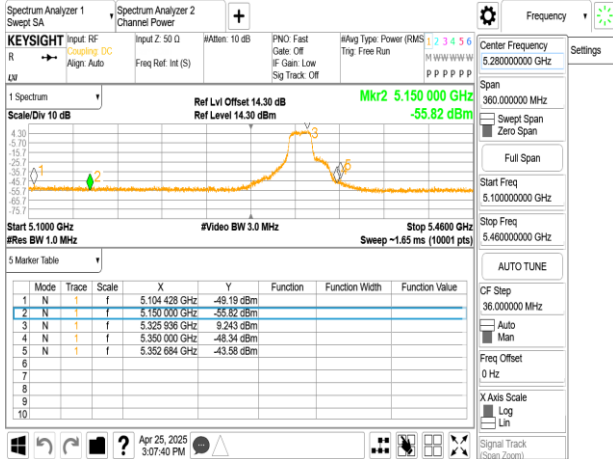 Spectrum Analyzer 1
Swept SA
Spectrum Analyzer 2
Channel Power
Frequency
KEYSIGHT
Input: RF
Coupling: DC
Align: Auto
Input Z: 50 Ω
Freq Ref: Int (S)
#Atten: 10 dB
PNO: Fast
Gate: Off
IF Gain: Low
Sig Track: Off
#Avg Type: Power (RMS
Trig: Free Run
1 2 3 4 5 6
M W W W W W
P P P P P P
R
LXI
1 Spectrum
Scale/Div 10 dB
Ref Lvl Offset 14.30 dB
Ref Level 14.30 dBm
Mkr2 5.150 000 GHz
-55.82 dBm
4.30
-5.70
-15.7
-25.7
-35.7
-45.7
-55.7
-65.7
-75.7
1
2
3
5
Start 5.1000 GHz
#Video BW 3.0 MHz
Stop 5.4600 GHz
#Res BW 1.0 MHz
Sweep ~1.65 ms (10001 pts)
5 Marker Table
Mode Trace Scale X Y Function Function Width Function Value
1 N 1 f 5.104 428 GHz -49.19 dBm
2 N 1 f 5.150 000 GHz -55.82 dBm
3 N 1 f 5.325 936 GHz 9.243 dBm
4 N 1 f 5.350 000 GHz -48.34 dBm
5 N 1 f 5.352 684 GHz -43.58 dBm
6
7
8
9
10
Apr 25, 2025
3:07:40 PM
Settings
Center Frequency
5.280000000 GHz
Span
360.000000 MHz
Swept Span
Zero Span
Full Span
Start Freq
5.100000000 GHz
Stop Freq
5.460000000 GHz
AUTO TUNE
CF Step
36.000000 MHz
Auto
Man
Freq Offset
0 Hz
X Axis Scale
Log
Lin
Signal Track
(Span Zoom)